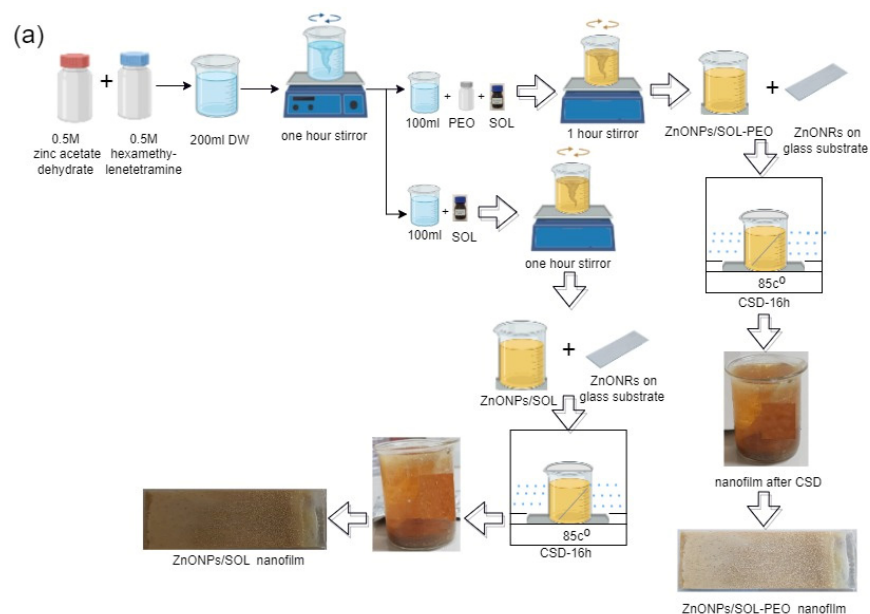 (a)
+
0.5M
zinc acetate
dehydrate
0.5M
hexamethy-
lenetetramine
200ml DW
one hour stirror
100ml
+
PEO
+
SOL
1 hour stirror
ZnONPs/SOL-PEO
+
ZnONRs on
glass substrate
100ml
+
SOL
one hour stirror
85c⁰
CSD-16h
ZnONPs/SOL
+
ZnONRs on
glass substrate
nanofilm after CSD
85c⁰
CSD-16h
ZnONPs/SOL nanofilm
ZnONPs/SOL-PEO nanofilm